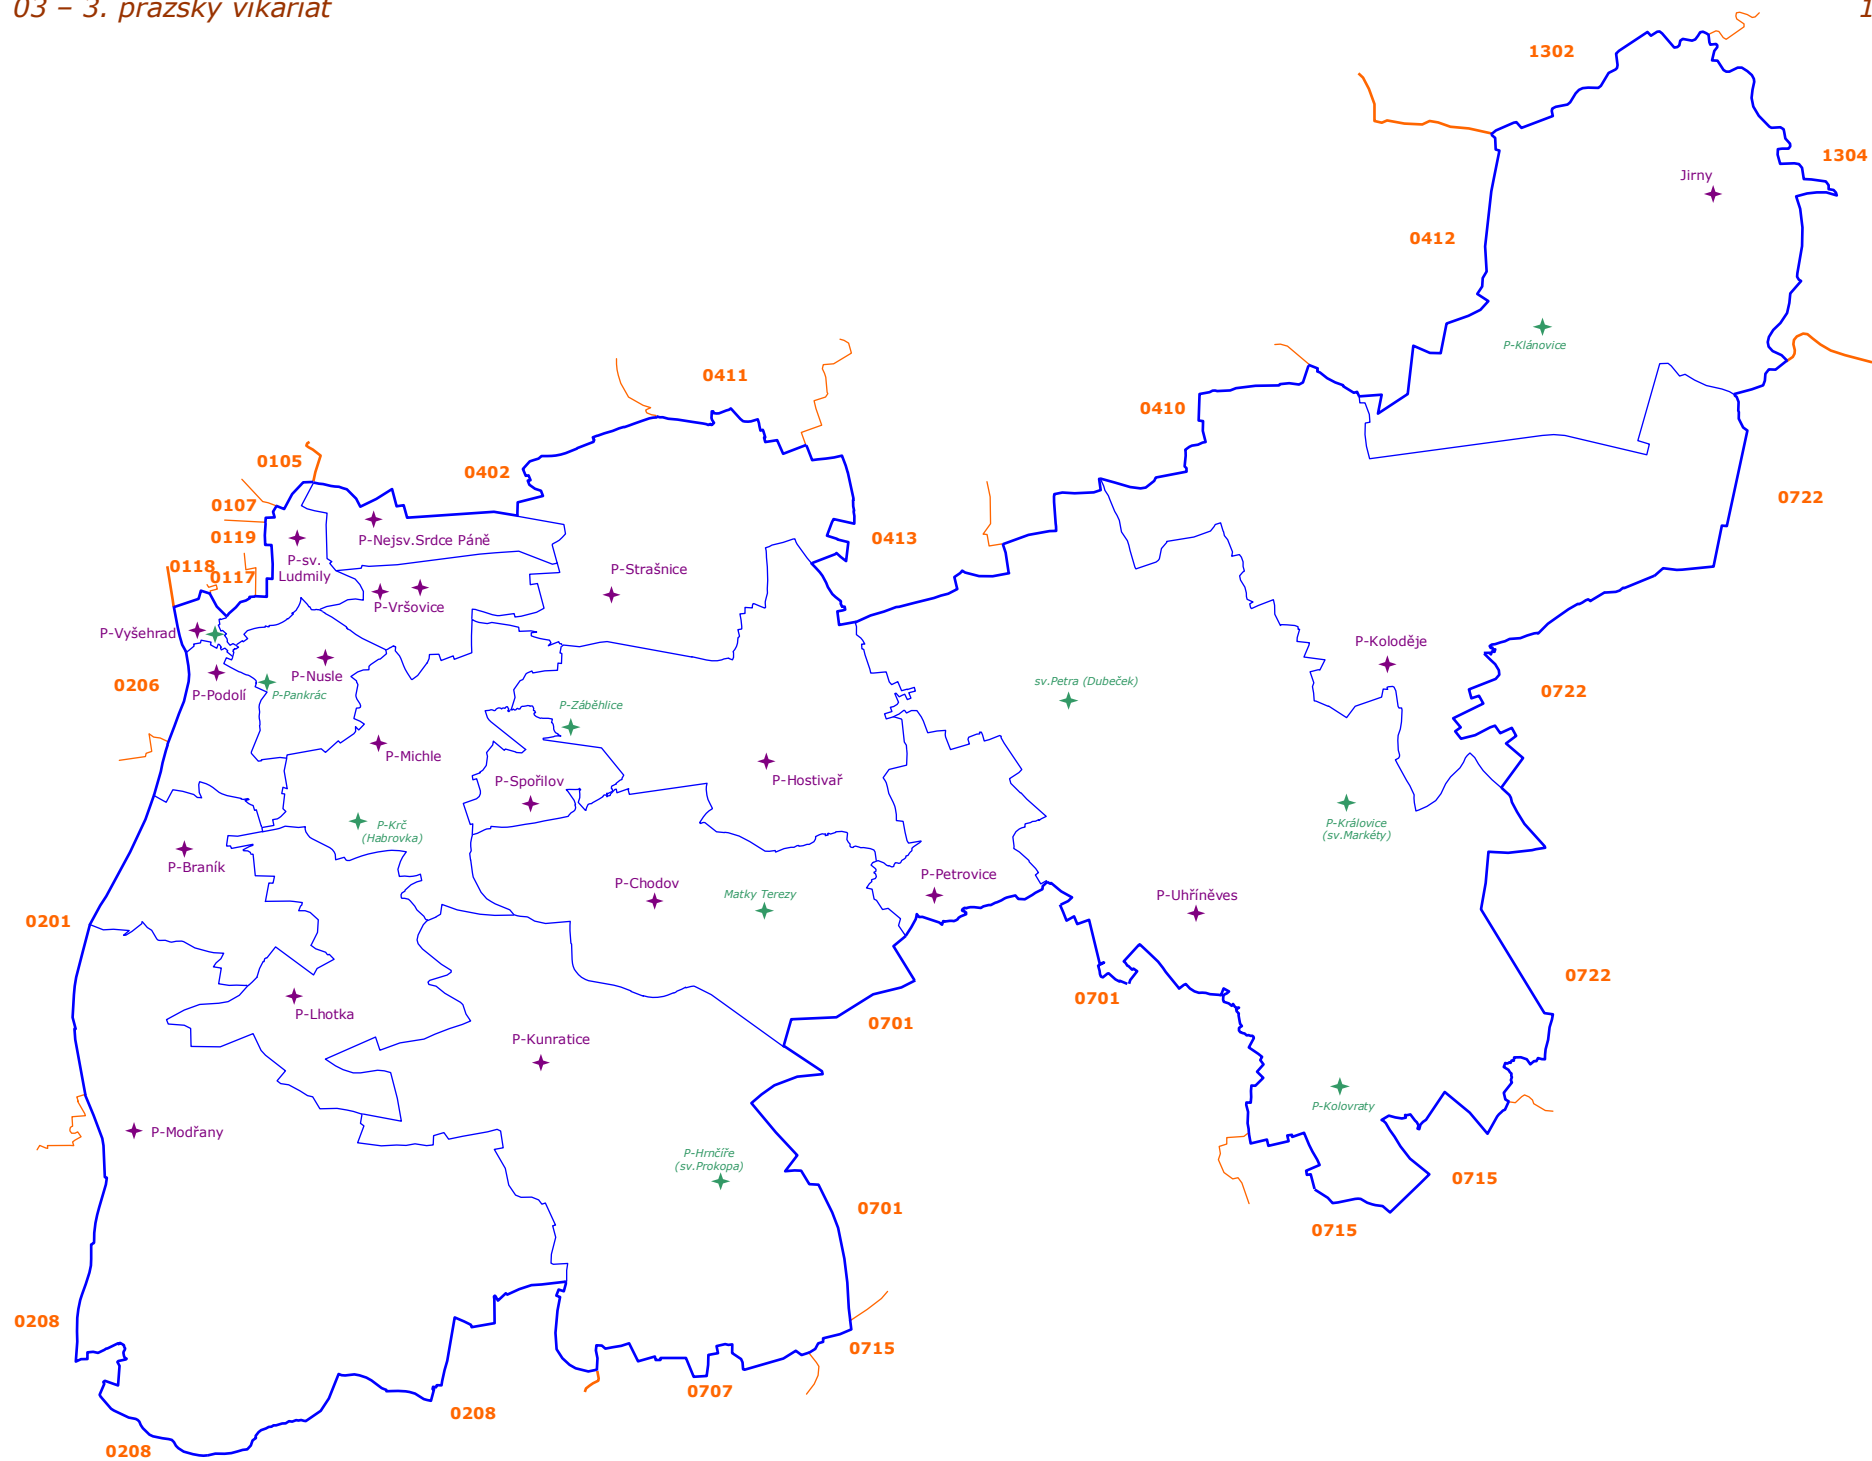 03 – 3. pražský vikariát
1
1302
1304
Jirny
0412
P-Klánovice
0411
0410
0105
0402
0722
0107
P-Nejsv.Srdce Páně
0119
0413
P-sv.
Ludmily
0118
0117
P-Strašnice
P-Vršovice
P-Vyšehrad
P-Koloděje
P-Nusle
sv.Petra (Dubeček)
0206
P-Podolí
P-Pankrác
0722
P-Záběhlice
P-Michle
P-Spořilov
P-Hostivař
P-Krč
(Habrovka)
P-Královice
(sv.Markéty)
P-Braník
P-Petrovice
P-Chodov
Matky Terezy
P-Uhříněves
0201
0722
0701
P-Lhotka
0701
P-Kunratice
P-Kolovraty
P-Modřany
P-Hrnčíře
(sv.Prokopa)
0715
0701
0715
0208
0715
0707
0208
0208